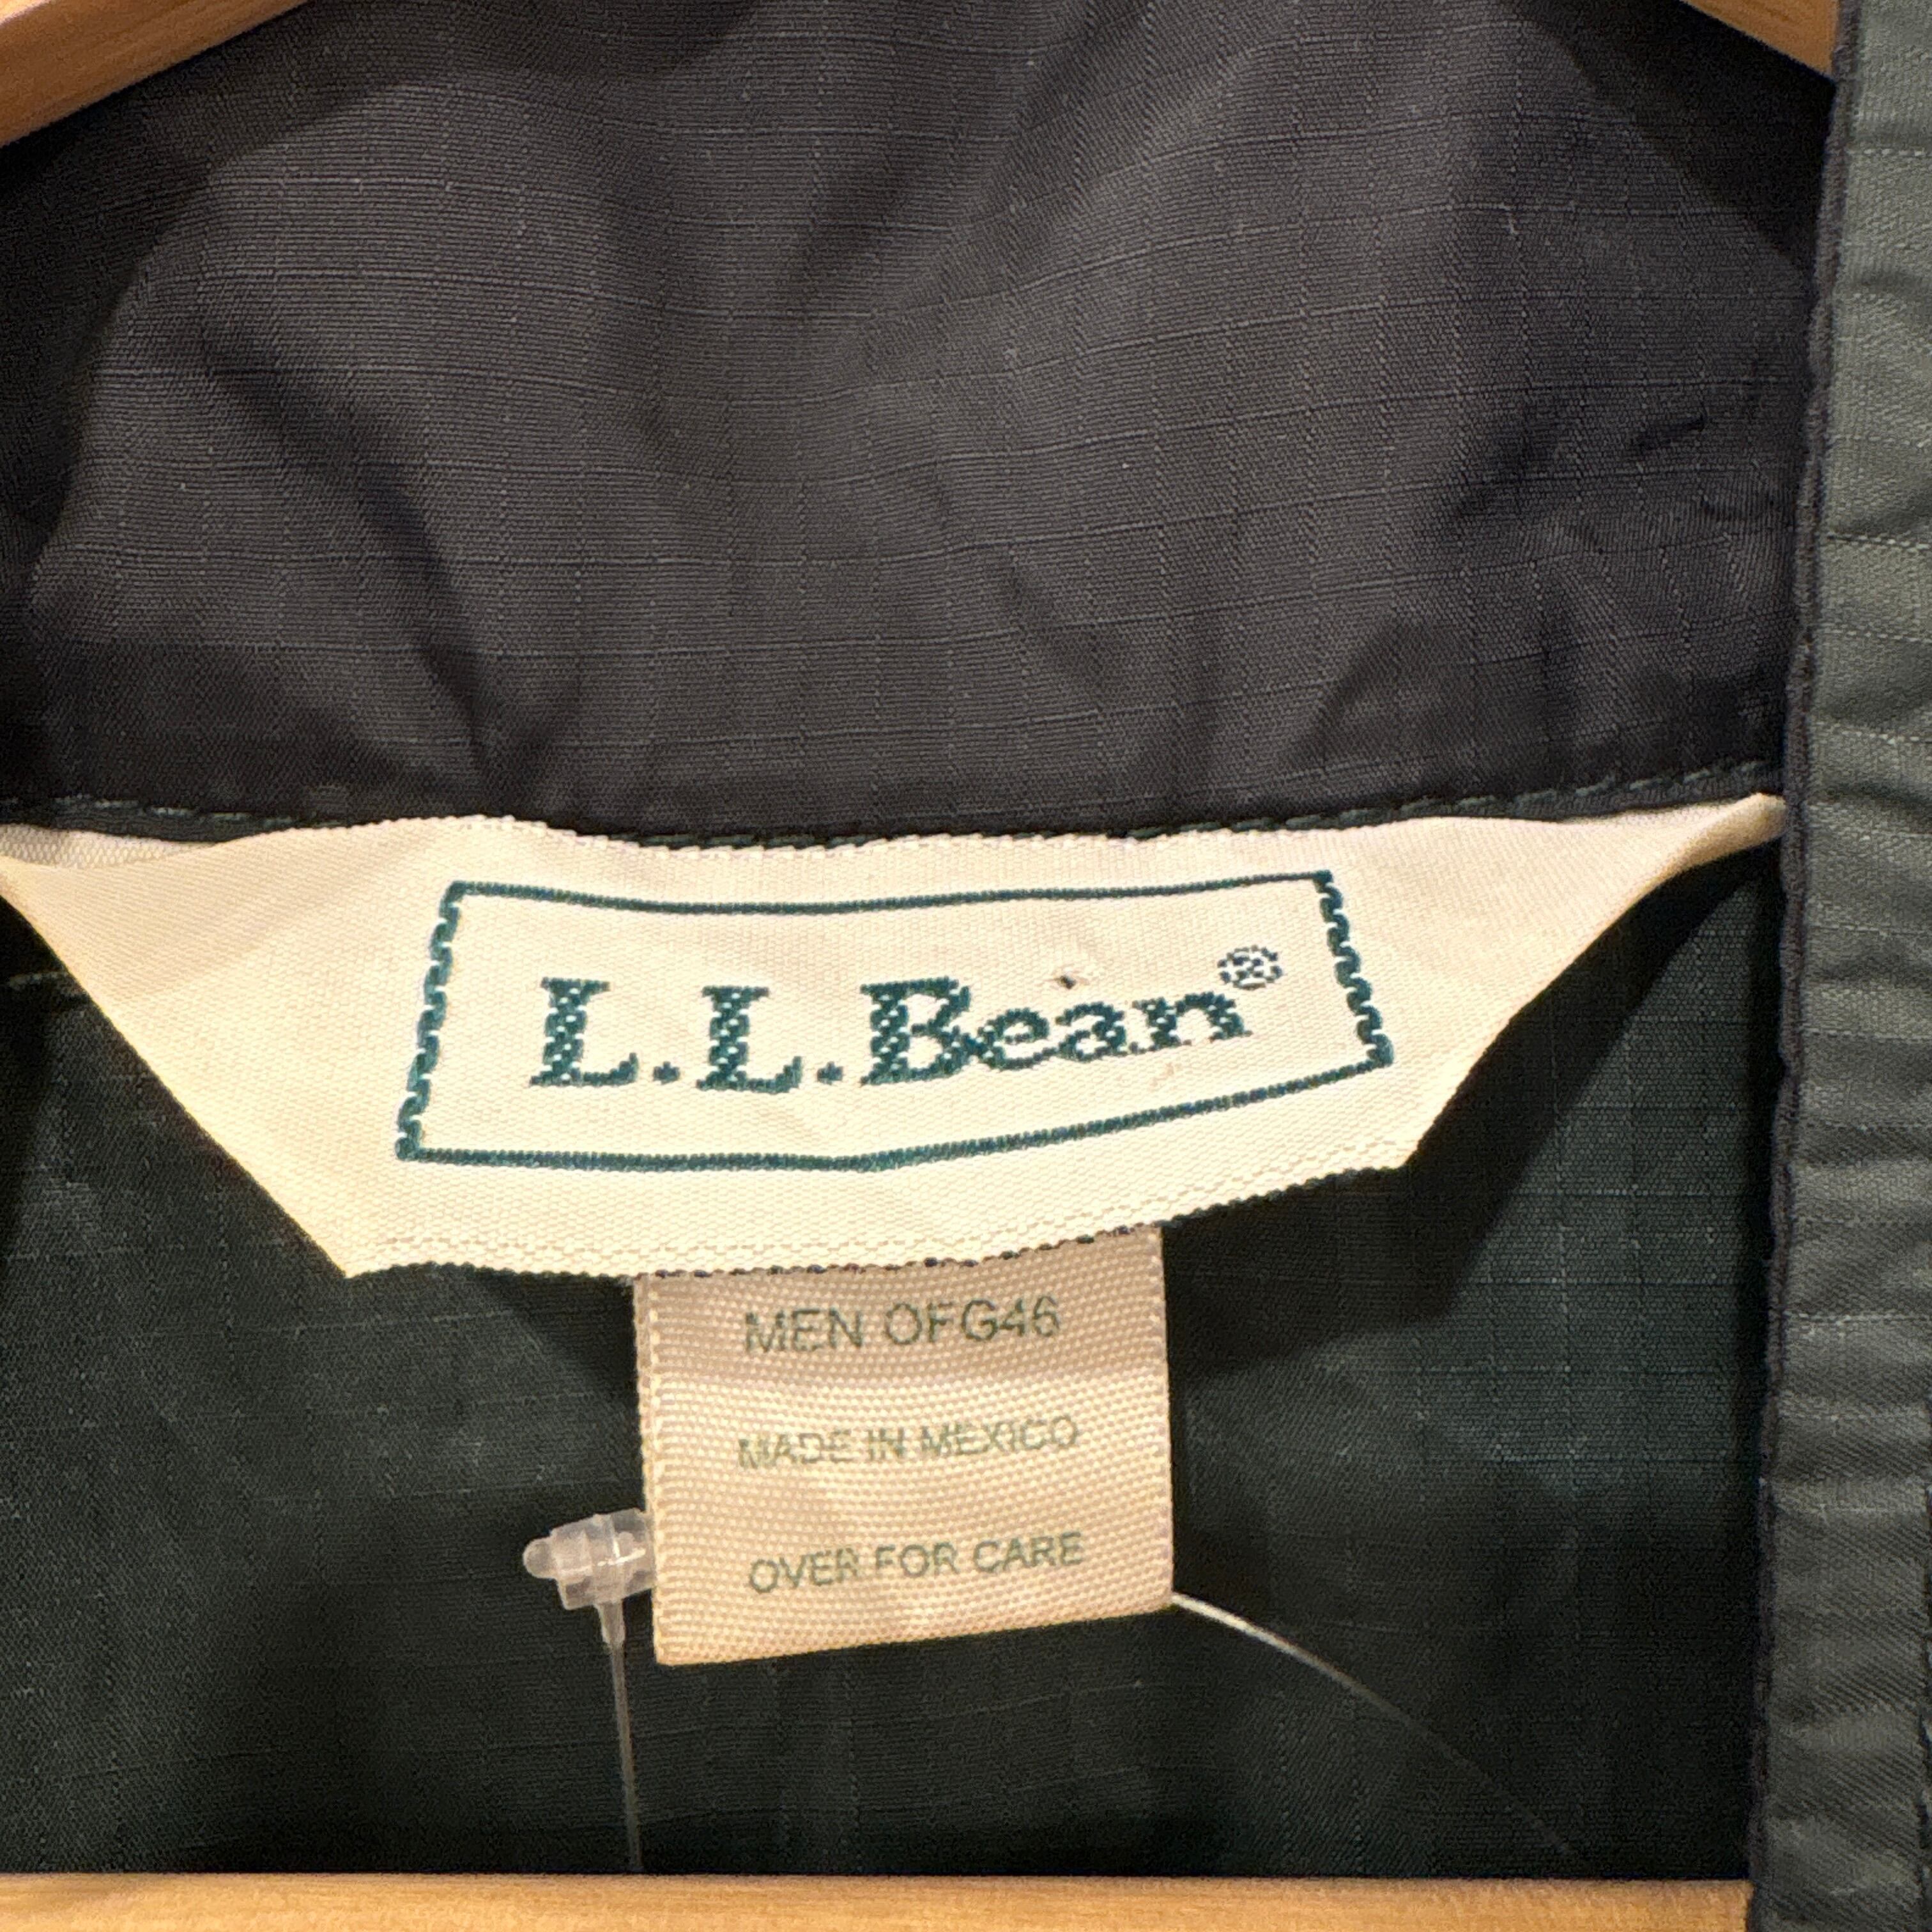 L.L.Bean®
MEN OFG46
MADE IN MEXICO
OVER FOR CARE